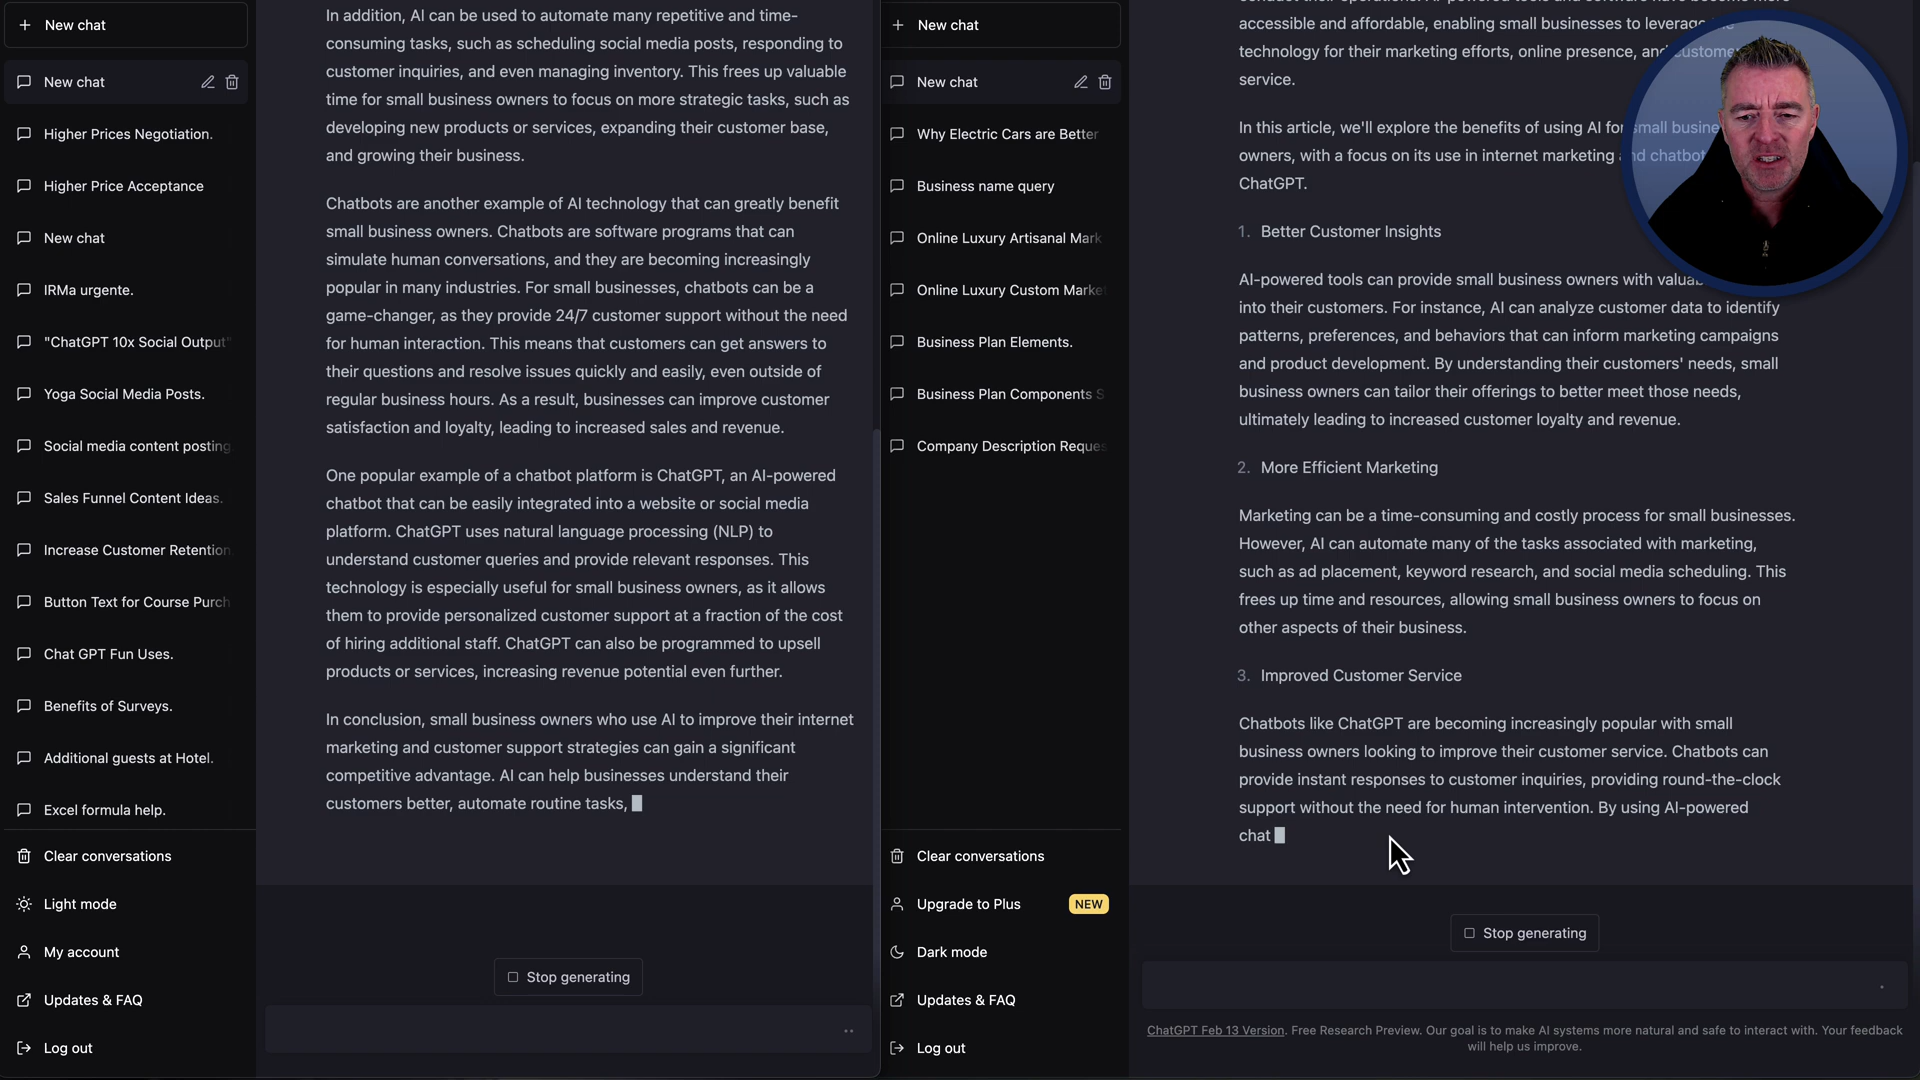 New chat
New chat
Higher Prices Negotiation.
Higher Price Acceptance
New chat
IRMa urgente.
"ChatGPT 10x Social Output"
Yoga Social Media Posts.
Social media content posting
Sales Funnel Content Ideas.
Increase Customer Retention
Button Text for Course Purch
Chat GPT Fun Uses.
Benefits of Surveys.
Additional guests at Hotel.
Excel formula help.
Clear conversations
Light mode
My account
Updates & FAQ
Log out
In addition, AI can be used to automate many repetitive and time-
consuming tasks, such as scheduling social media posts, responding to
customer inquiries, and even managing inventory. This frees up valuable
time for small business owners to focus on more strategic tasks, such as
developing new products or services, expanding their customer base,
and growing their business.
Chatbots are another example of AI technology that can greatly benefit
small business owners. Chatbots are software programs that can
simulate human conversations, and they are becoming increasingly
popular in many industries. For small businesses, chatbots can be a
game-changer, as they provide 24/7 customer support without the need
for human interaction. This means that customers can get answers to
their questions and resolve issues quickly and easily, even outside of
regular business hours. As a result, businesses can improve customer
satisfaction and loyalty, leading to increased sales and revenue.
One popular example of a chatbot platform is ChatGPT, an AI-powered
chatbot that can be easily integrated into a website or social media
platform. ChatGPT uses natural language processing (NLP) to
understand customer queries and provide relevant responses. This
technology is especially useful for small business owners, as it allows
them to provide personalized customer support at a fraction of the cost
of hiring additional staff. ChatGPT can also be programmed to upsell
products or services, increasing revenue potential even further.
In conclusion, small business owners who use AI to improve their internet
marketing and customer support strategies can gain a significant
competitive advantage. AI can help businesses understand their
customers better, automate routine tasks,
Stop generating
New chat
New chat
Why Electric Cars are Better
Business name query
Online Luxury Artisanal Mark
Online Luxury Custom Marke
Business Plan Elements.
Business Plan Components S
Company Description Reques
Clear conversations
Upgrade to Plus NEW
Dark mode
Updates & FAQ
Log out
accessible and affordable, enabling small businesses to leverage
technology for their marketing efforts, online presence, and customer
service.
In this article, we'll explore the benefits of using AI for small busine
owners, with a focus on its use in internet marketing and chatbot
ChatGPT.
1. Better Customer Insights
AI-powered tools can provide small business owners with valuab
into their customers. For instance, AI can analyze customer data to identify
patterns, preferences, and behaviors that can inform marketing campaigns
and product development. By understanding their customers' needs, small
business owners can tailor their offerings to better meet those needs,
ultimately leading to increased customer loyalty and revenue.
2. More Efficient Marketing
Marketing can be a time-consuming and costly process for small businesses.
However, AI can automate many of the tasks associated with marketing,
such as ad placement, keyword research, and social media scheduling. This
frees up time and resources, allowing small business owners to focus on
other aspects of their business.
3. Improved Customer Service
Chatbots like ChatGPT are becoming increasingly popular with small
business owners looking to improve their customer service. Chatbots can
provide instant responses to customer inquiries, providing round-the-clock
support without the need for human intervention. By using AI-powered
chat
Stop generating
ChatGPT Feb 13 Version. Free Research Preview. Our goal is to make AI systems more natural and safe to interact with. Your feedback
will help us improve.